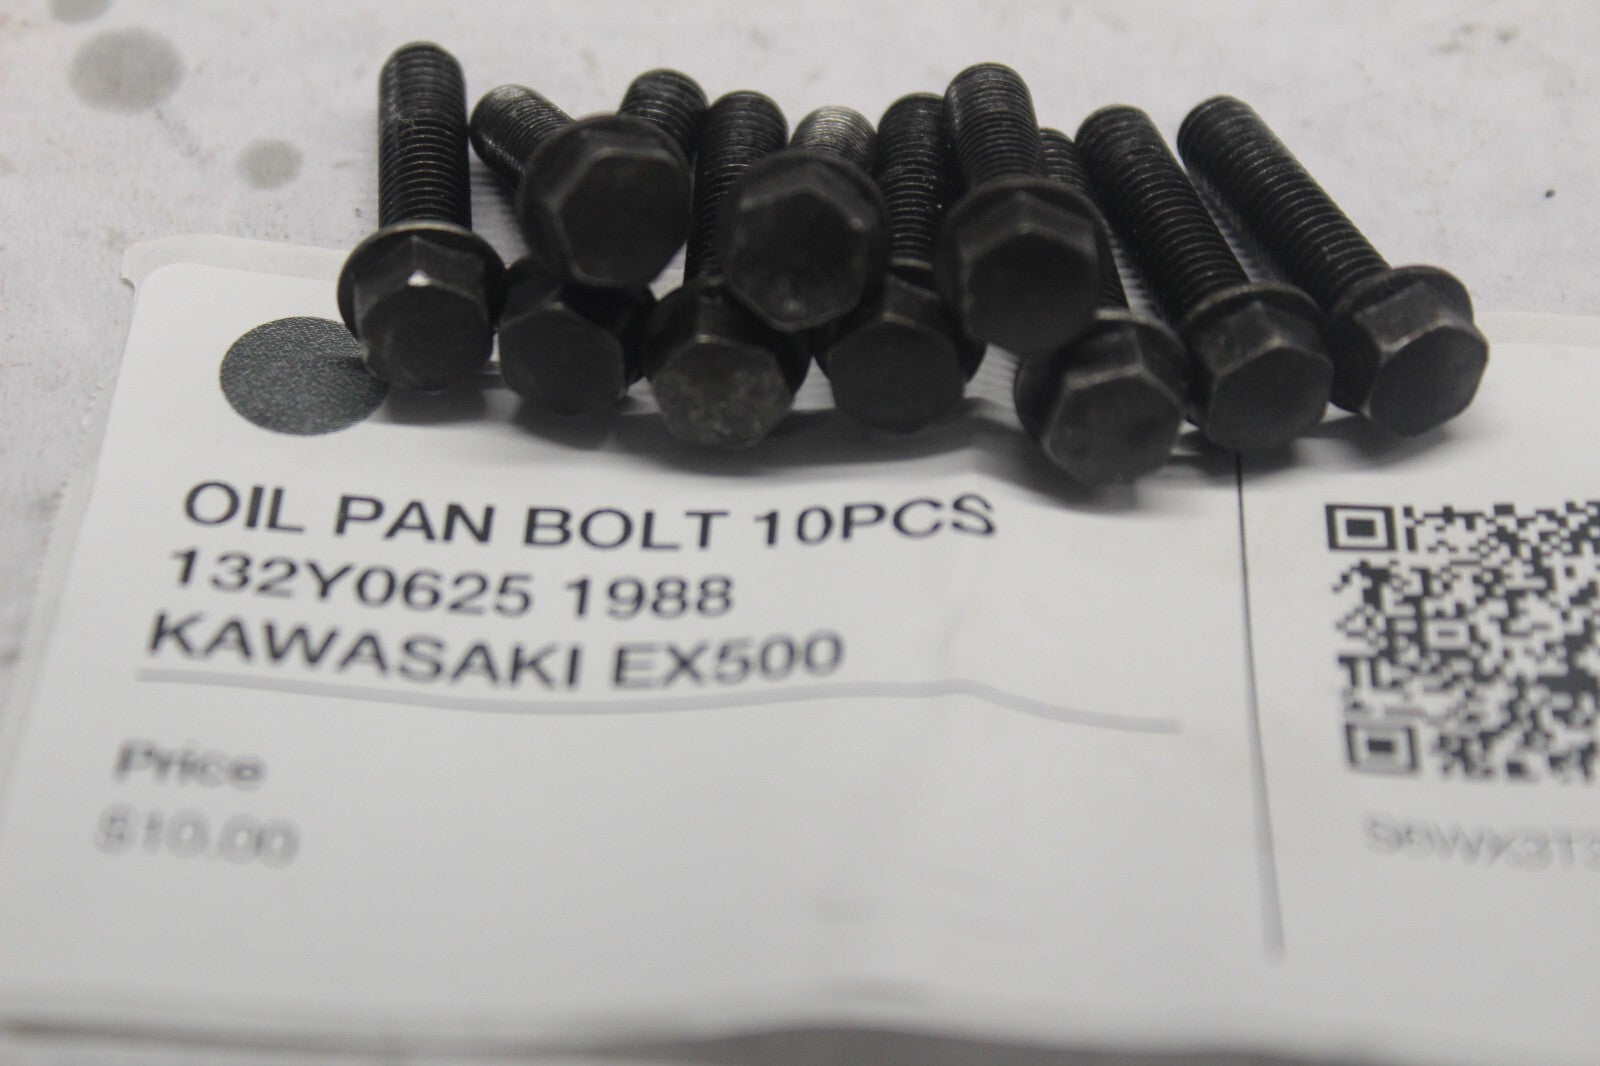 OIL PAN BOLT 10PCS
132Y0625 1988
KAWASAKI EX500
Price
$10.00